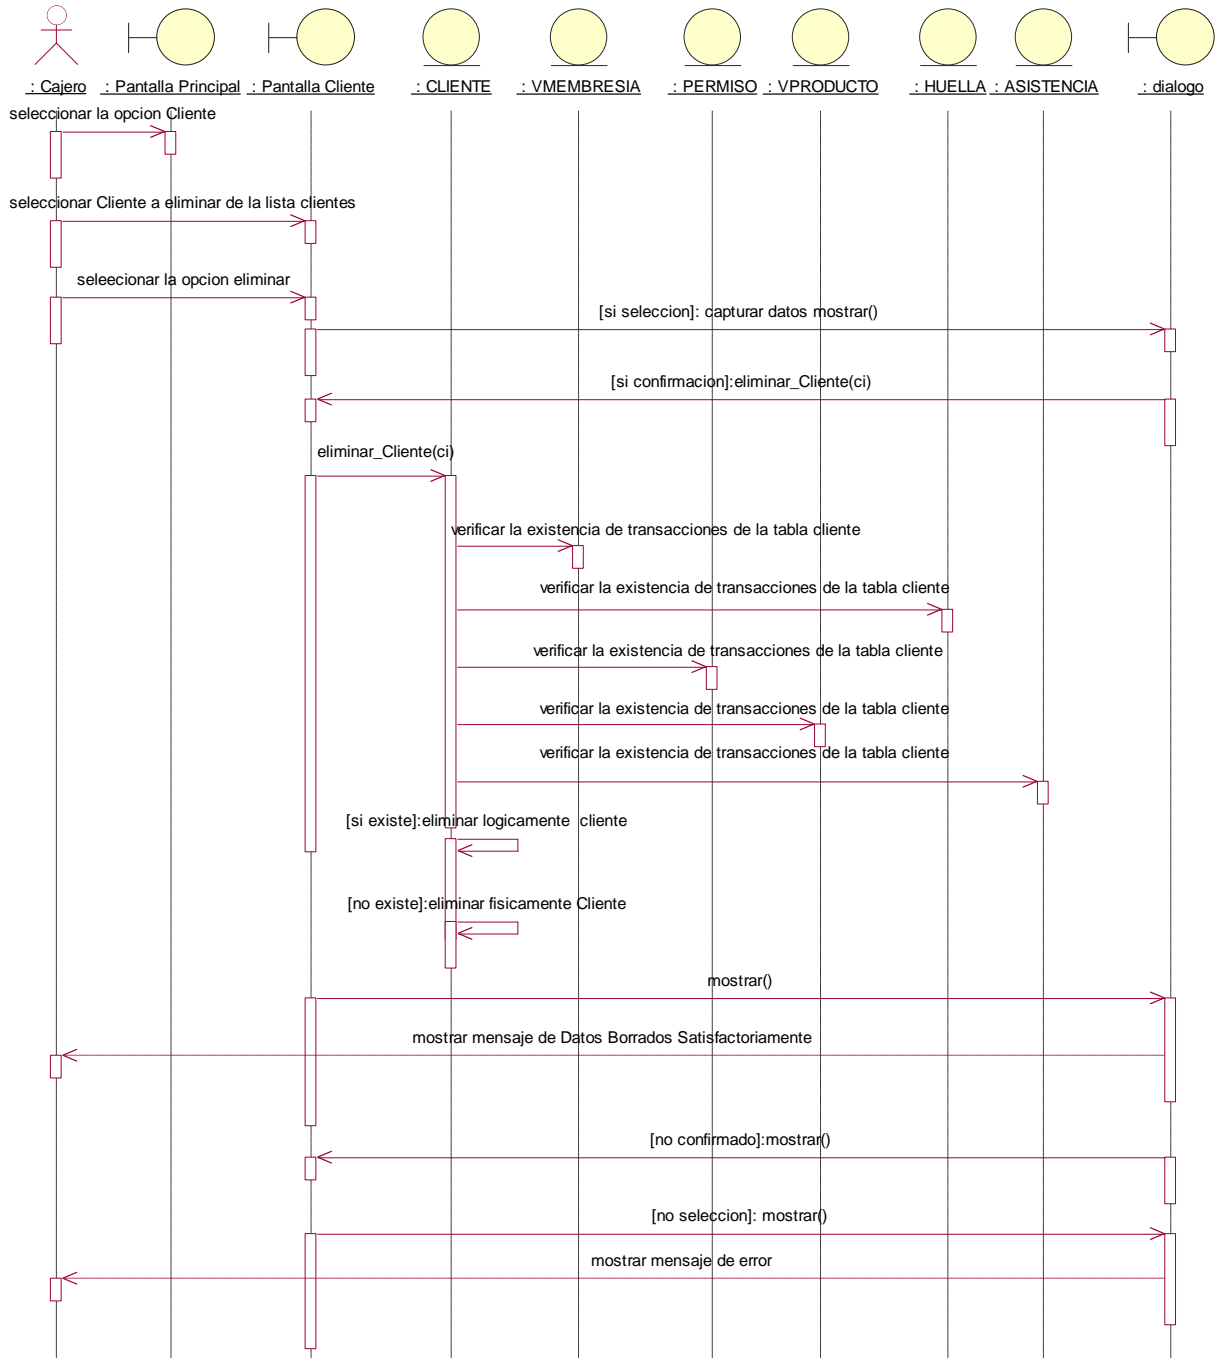 : Cajero
: Pantalla Principal
: Pantalla Cliente
: CLIENTE
: VMEMBRESIA
: PERMISO
: VPRODUCTO
: HUELLA
: ASISTENCIA
: dialogo
seleccionar la opcion Cliente
seleccionar Cliente a eliminar de la lista clientes
seleecionar la opcion eliminar
[si seleccion]: capturar datos mostrar()
[si confirmacion]:eliminar_Cliente(ci)
eliminar_Cliente(ci)
verificar la existencia de transacciones de la tabla cliente
verificar la existencia de transacciones de la tabla cliente
verificar la existencia de transacciones de la tabla cliente
verificar la existencia de transacciones de la tabla cliente
verificar la existencia de transacciones de la tabla cliente
[si existe]:eliminar logicamente cliente
[no existe]:eliminar fisicamente Cliente
mostrar()
mostrar mensaje de Datos Borrados Satisfactoriamente
[no confirmado]:mostrar()
[no seleccion]: mostrar()
mostrar mensaje de error